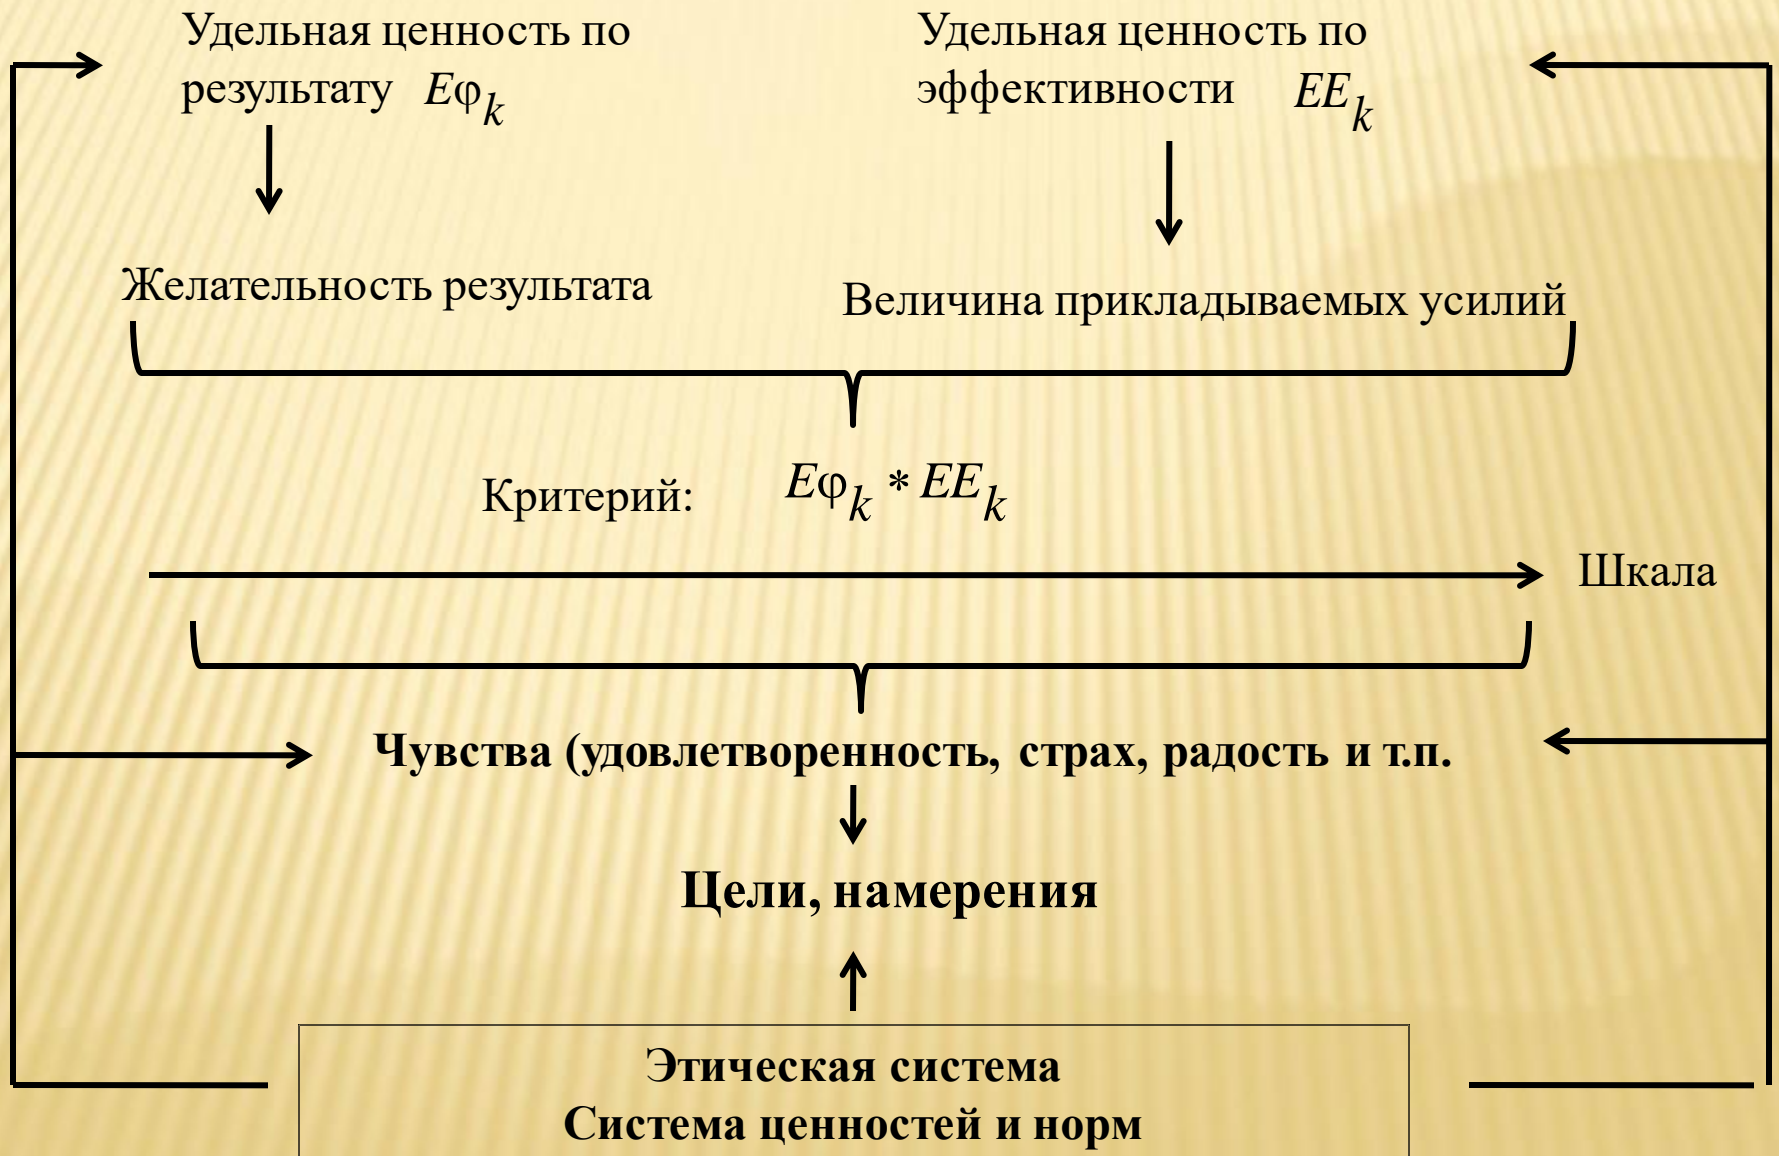 Удельная ценность по
результату Eφk
Удельная ценность по
эффективности EEk
Желательность результата
Величина прикладываемых усилий
Критерий: Eφk * EEk
Шкала
Чувства (удовлетворенность, страх, радость и т.п.
Цели, намерения
Этическая система
Система ценностей и норм